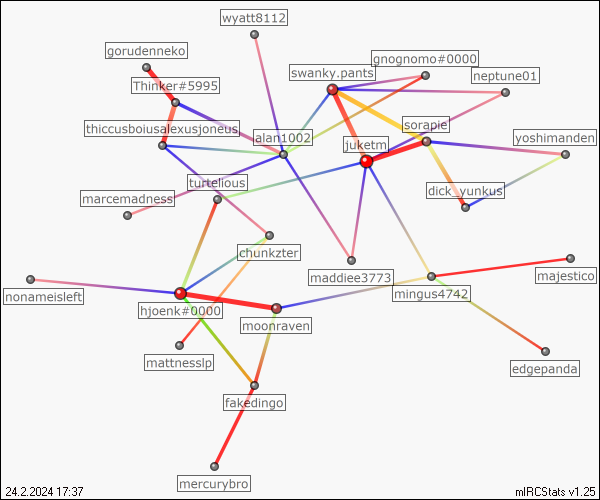 wyatt8112
gorudenneko
gnognomo#0000
swanky.pants
neptune01
Thinker#5995
thiccusboiusalexusjoneus
sorapie
alan1002
juketm
yoshimanden
turtelious
dick_yunkus
marcemadness
chunkzter
maddiee3773
majestico
nonameisleft
mingus4742
hjoenk#0000
moonraven
mattnesslp
edgepanda
fakedingo
mercurybro
24.2.2024 17:37
mIRCStats v1.25